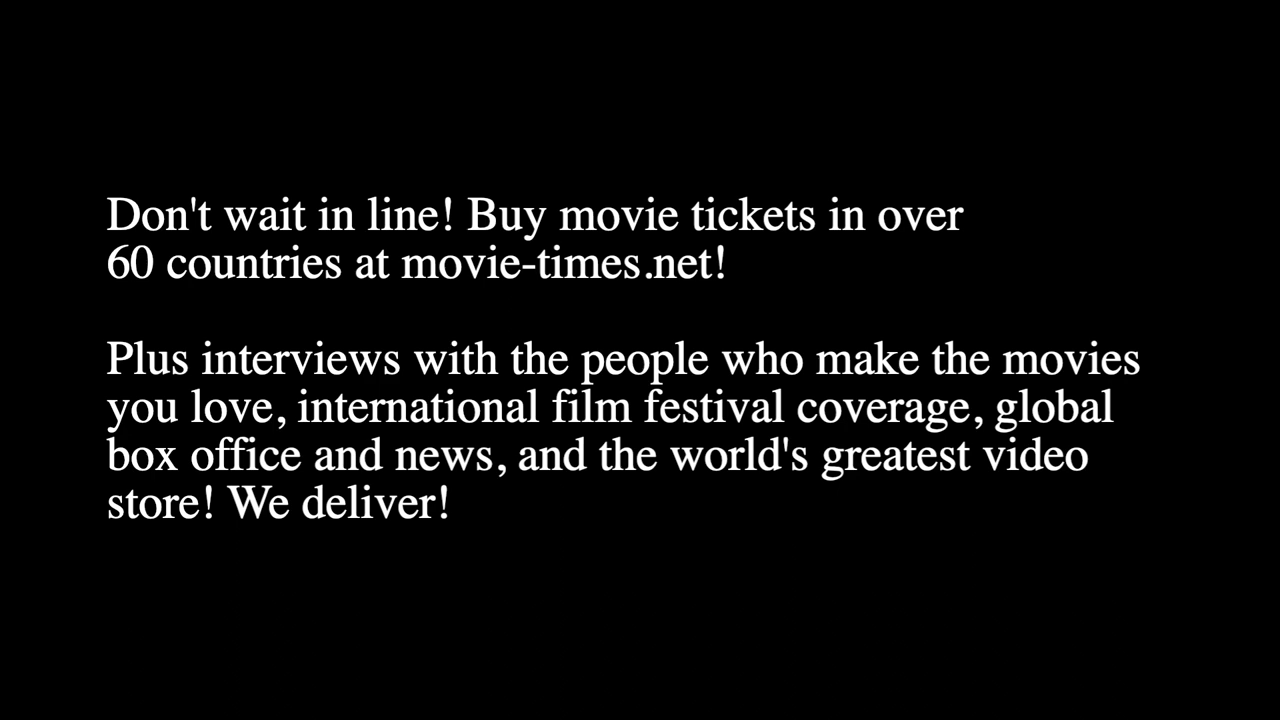 Don't wait in line! Buy movie tickets in over
60 countries at movie-times.net!
Plus interviews with the people who make the movies
you love, international film festival coverage, global
box office and news, and the world's greatest video
store! We deliver!